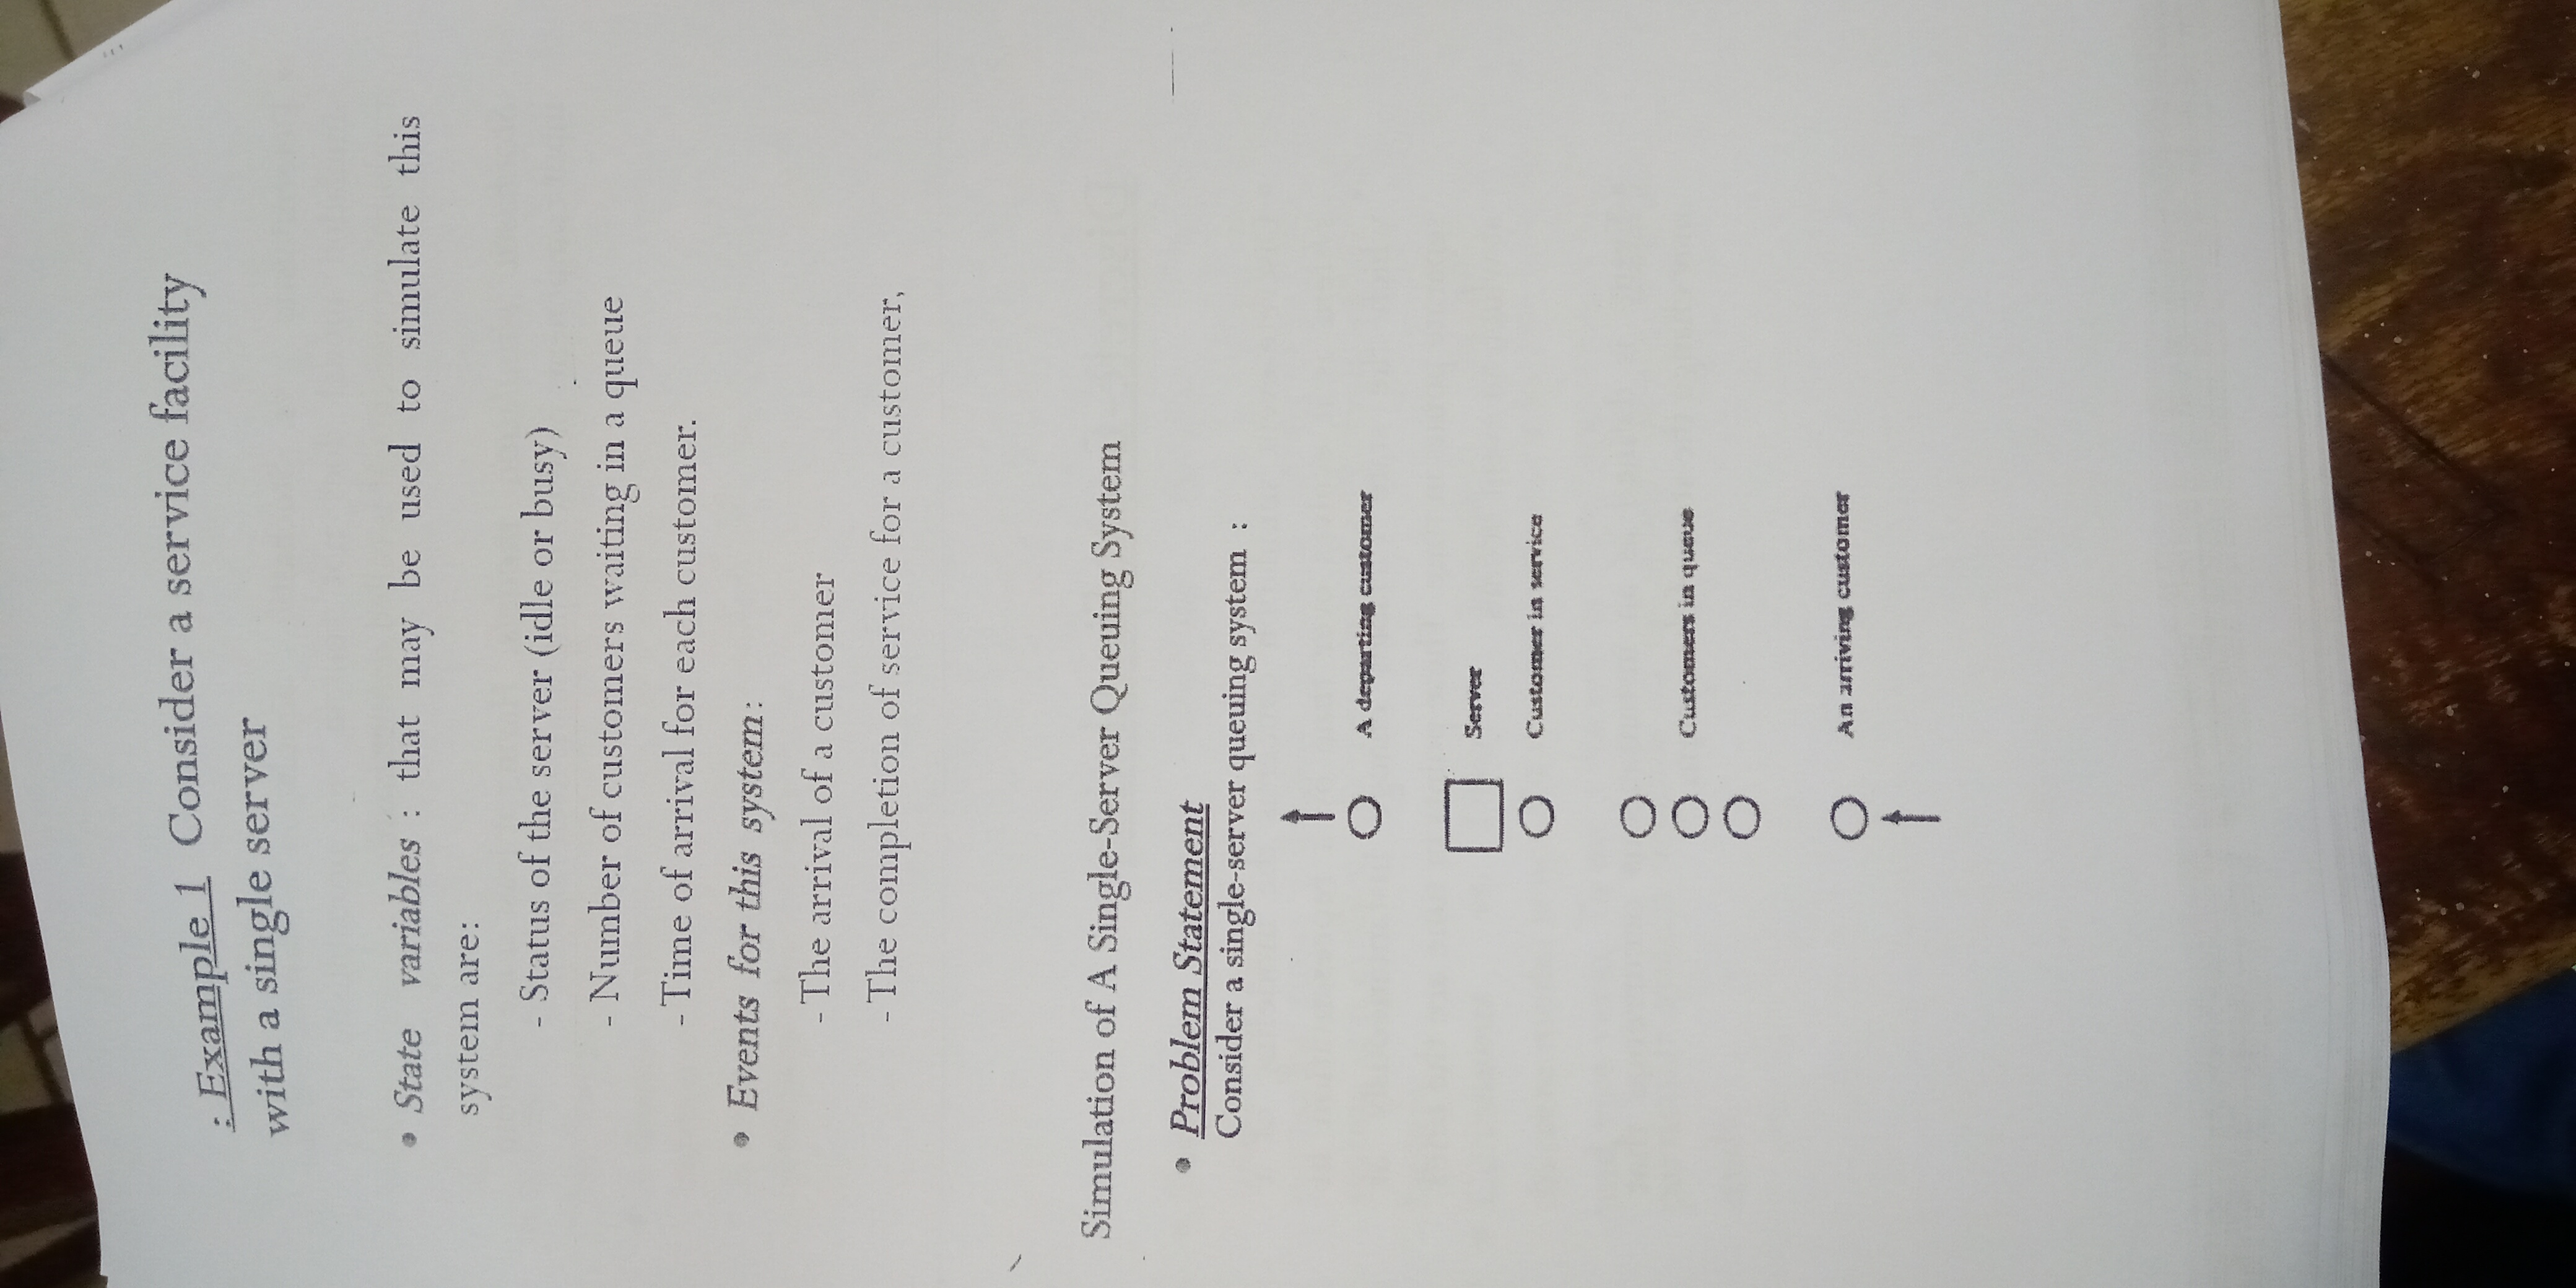 : Example 1 Consider a service facility
with a single server
• State variables : that may be used to simulate this
system are:
- Status of the server (idle or busy)
- Number of customers waiting in a queue
- Time of arrival for each customer.
• Events for this system:
- The arrival of a customer
- The completion of service for a customer,
Simulation of A Single-Server Queuing System
• Problem Statement
Consider a single-server queuing system :
A departing customer
Server
Customer in service
Customers in queue
An arriving customer